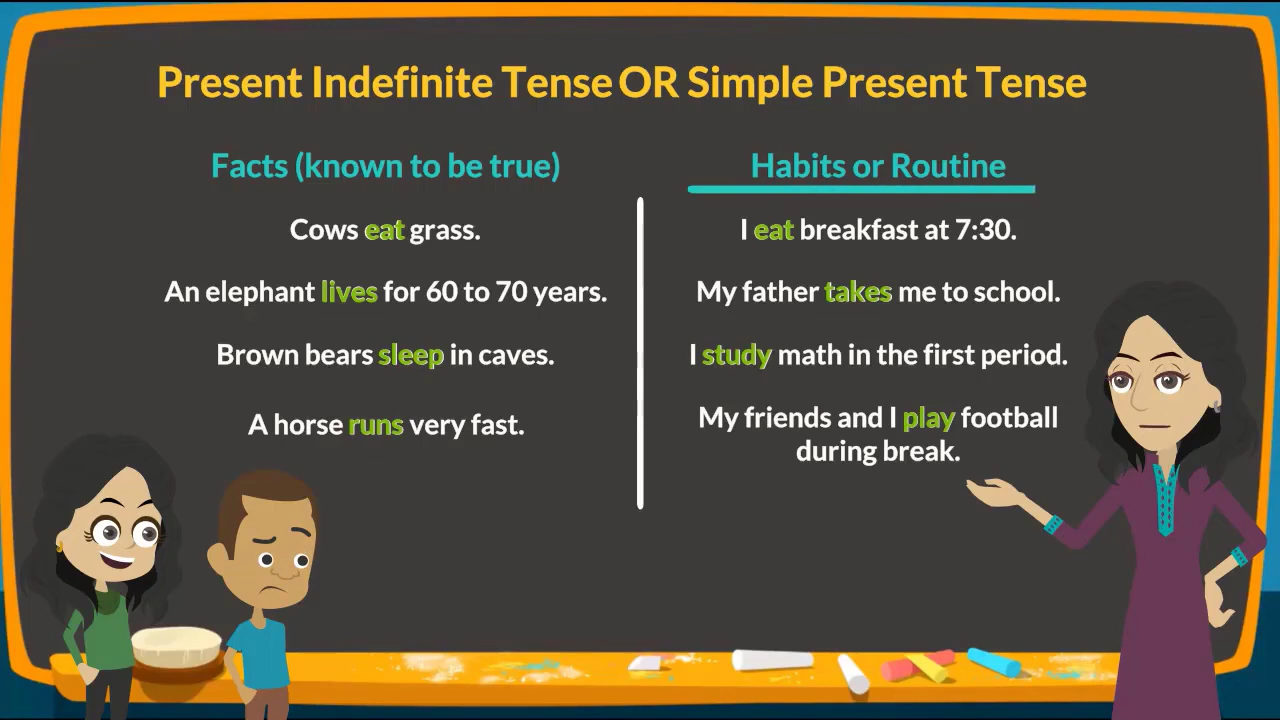 Present Indefinite Tense OR Simple Present Tense
Facts (known to be true)
Cows eat grass.
An elephant lives for 60 to 70 years.
Brown bears sleep in caves.
A horse runs very fast.
Habits or Routine
I eat breakfast at 7:30.
My father takes me to school.
I study math in the first period.
My friends and I play football
during break.